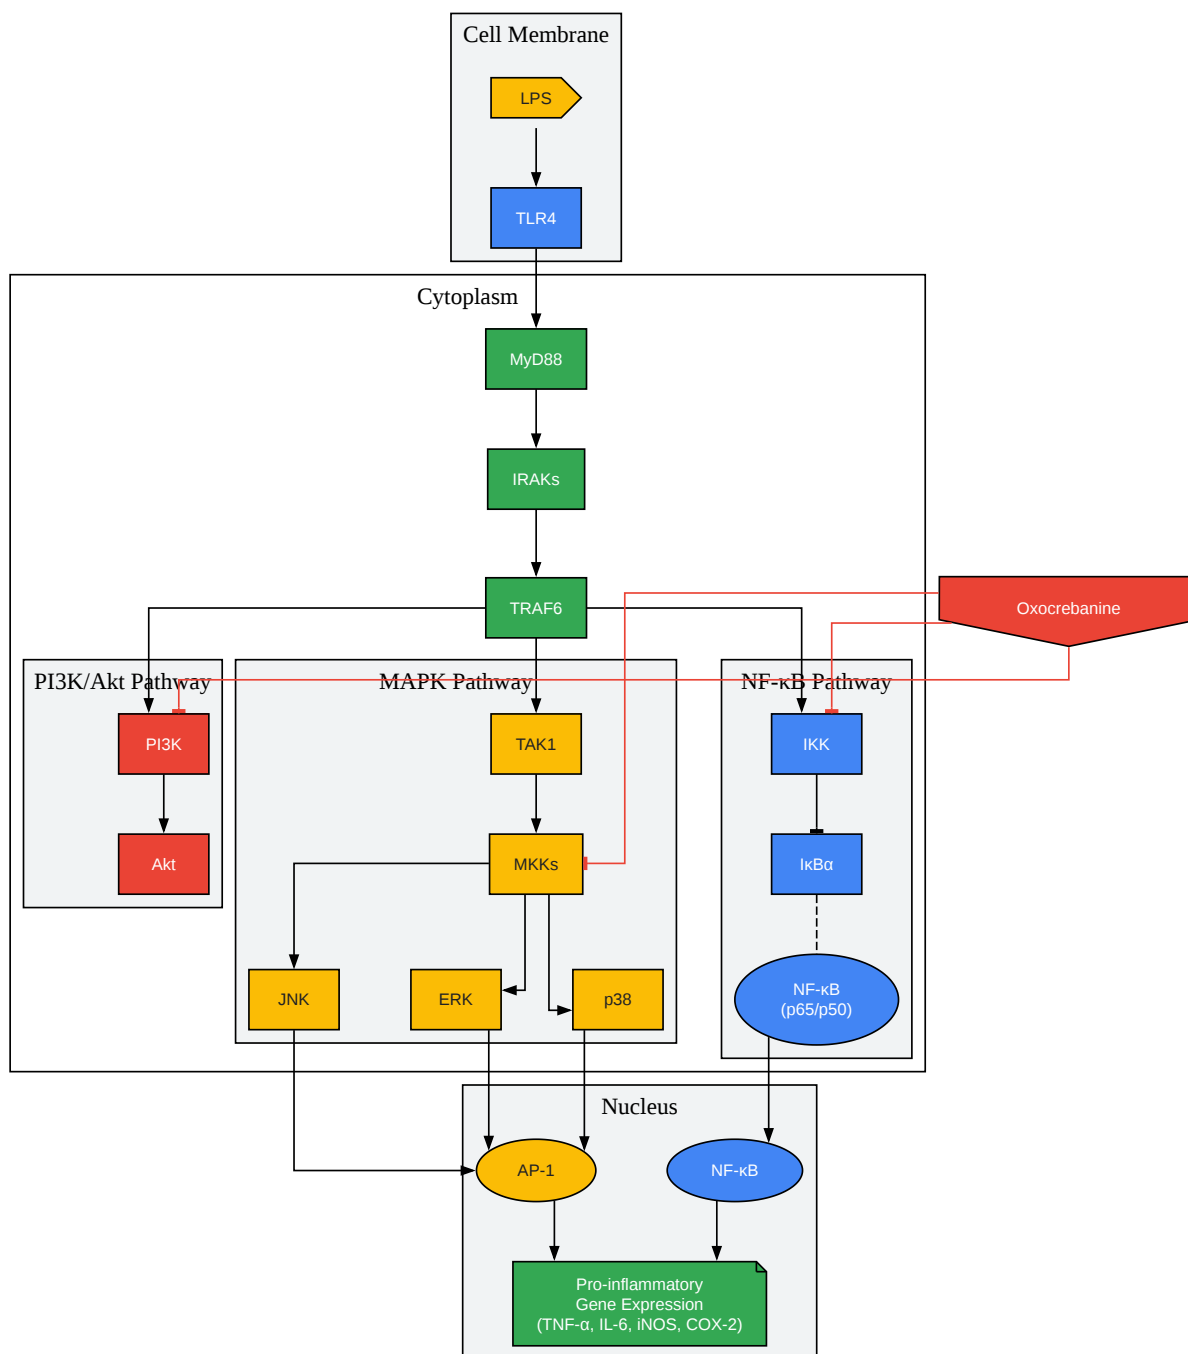 Cell Membrane
LPS
TLR4
Cytoplasm
MyD88
IRAKs
TRAF6
Oxocrebanine
PI3K/Akt Pathway
MAPK Pathway
NF-κB Pathway
PI3K
TAK1
IKK
Akt
MKKs
IκBα
JNK
ERK
p38
NF-κB
(p65/p50)
Nucleus
AP-1
NF-κB
Pro-inflammatory
Gene Expression
(TNF-α, IL-6, iNOS, COX-2)